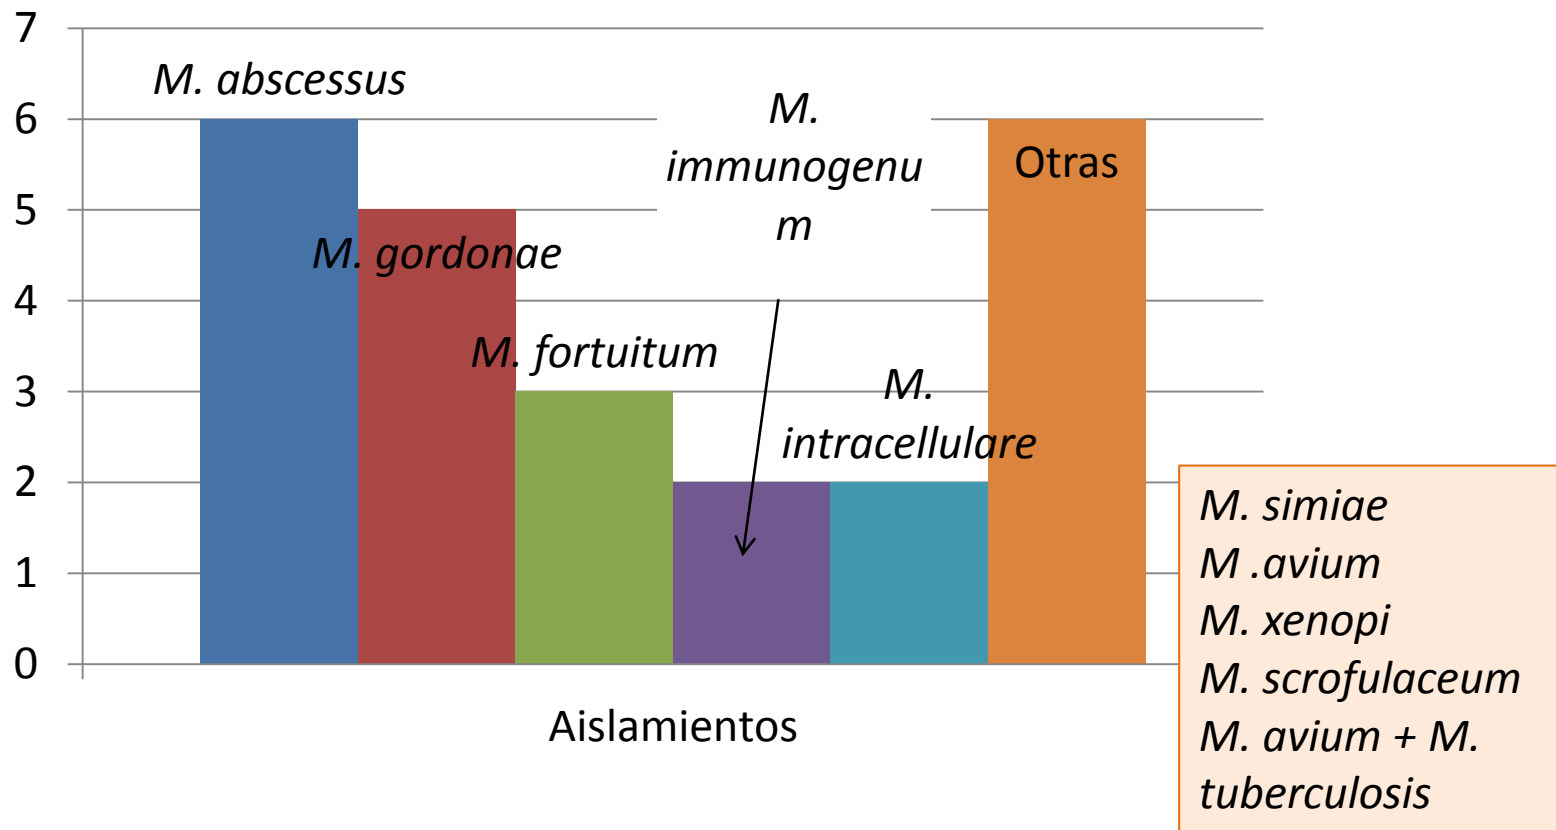 7
6
5
4
3
2
1
0
M. abscessus
M. gordonae
M. fortuitum
M.
immunogenu
m
M.
intracellulare
Otras
Aislamientos
M. simiae
M .avium
M. xenopi
M. scrofulaceum
M. avium + M.
tuberculosis